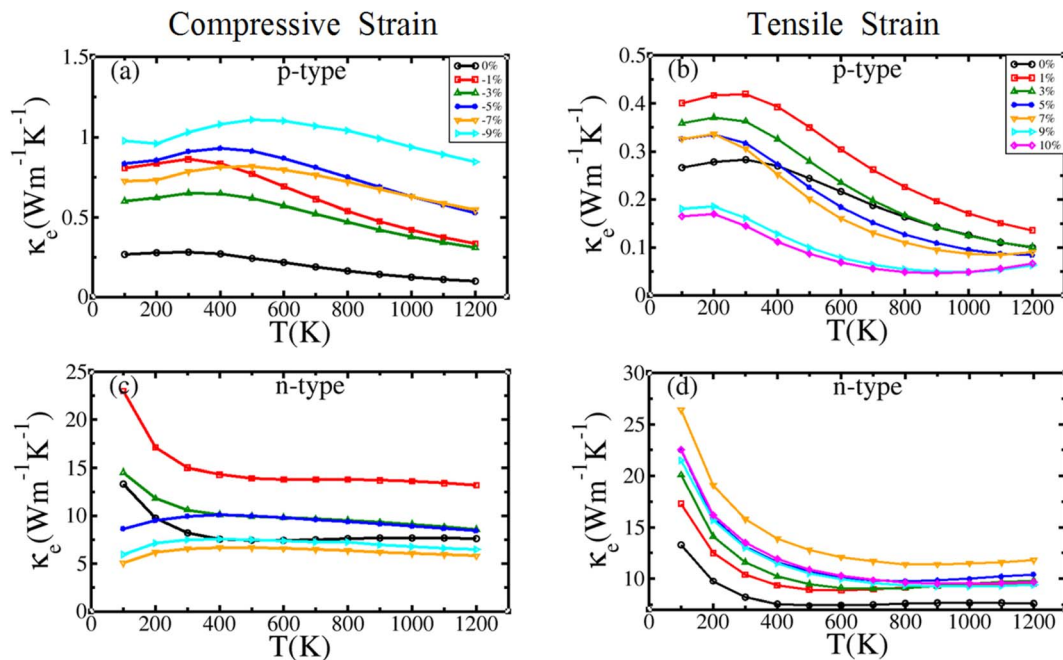 Compressive Strain
Tensile Strain
(a) p-type
0%
-1%
-3%
-5%
-7%
-9%
1.5
1
0.5
0
κe(Wm-1K-1)
0 200 400 600 800 1000 1200
T(K)
(b) p-type
0%
1%
3%
5%
7%
9%
10%
0.5
0.4
0.3
0.2
0.1
0
κe(Wm-1K-1)
0 200 400 600 800 1000 1200
T(K)
(c) n-type
25
20
15
10
5
0
κe(Wm-1K-1)
0 200 400 600 800 1000 1200
T(K)
(d) n-type
30
25
20
15
10
κe(Wm-1K-1)
0 200 400 600 800 1000 1200
T(K)